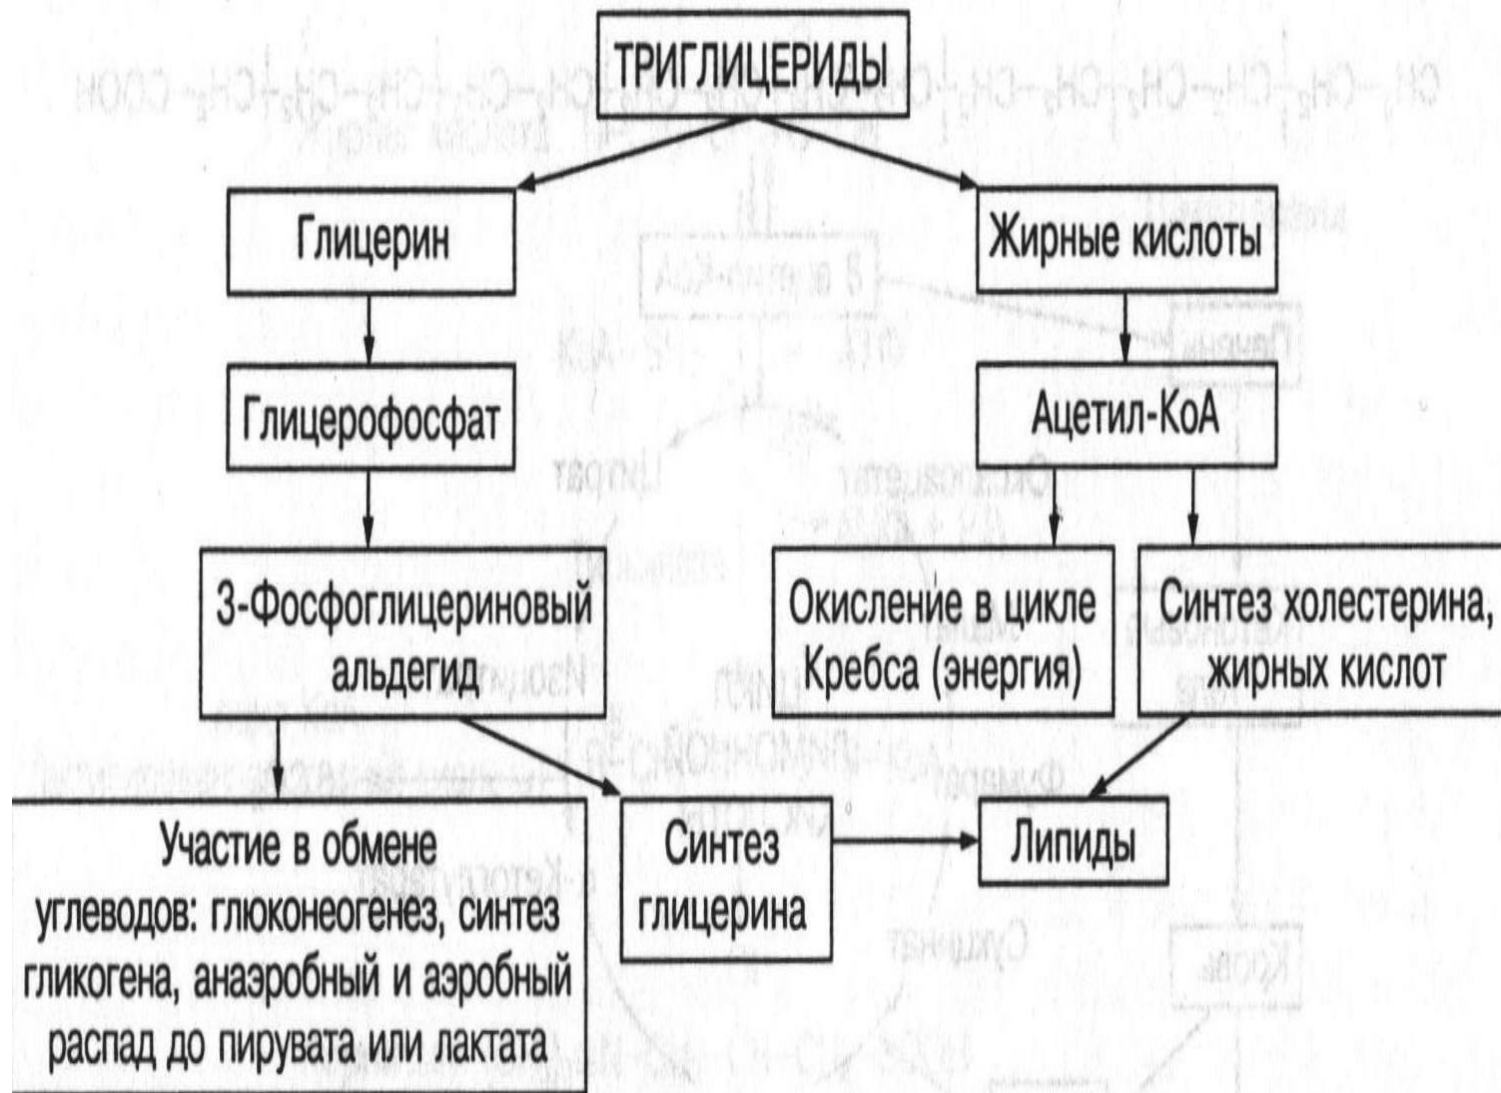 ТРИГЛИЦЕРИДЫ
Глицерин
Жирные кислоты
Глицерофосфат
Ацетил-КоА
3-Фосфоглицериновый
альдегид
Окисление в цикле
Кребса (энергия)
Синтез холестерина,
жирных кислот
Участие в обмене
углеводов: глюконеогенез, синтез
гликогена, анаэробный и аэробный
распад до пирувата или лактата
Синтез
глицерина
Липиды